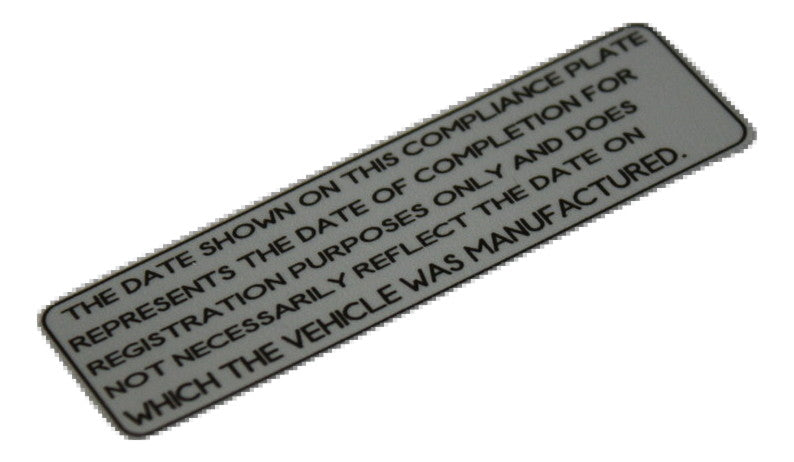 THE DATE SHOWN ON THIS COMPLIANCE PLATE
REPRESENTS THE DATE OF COMPLETION FOR
REGISTRATION PURPOSES ONLY AND DOES
NOT NECESSARILY REFLECT THE DATE ON
WHICH THE VEHICLE WAS MANUFACTURED.